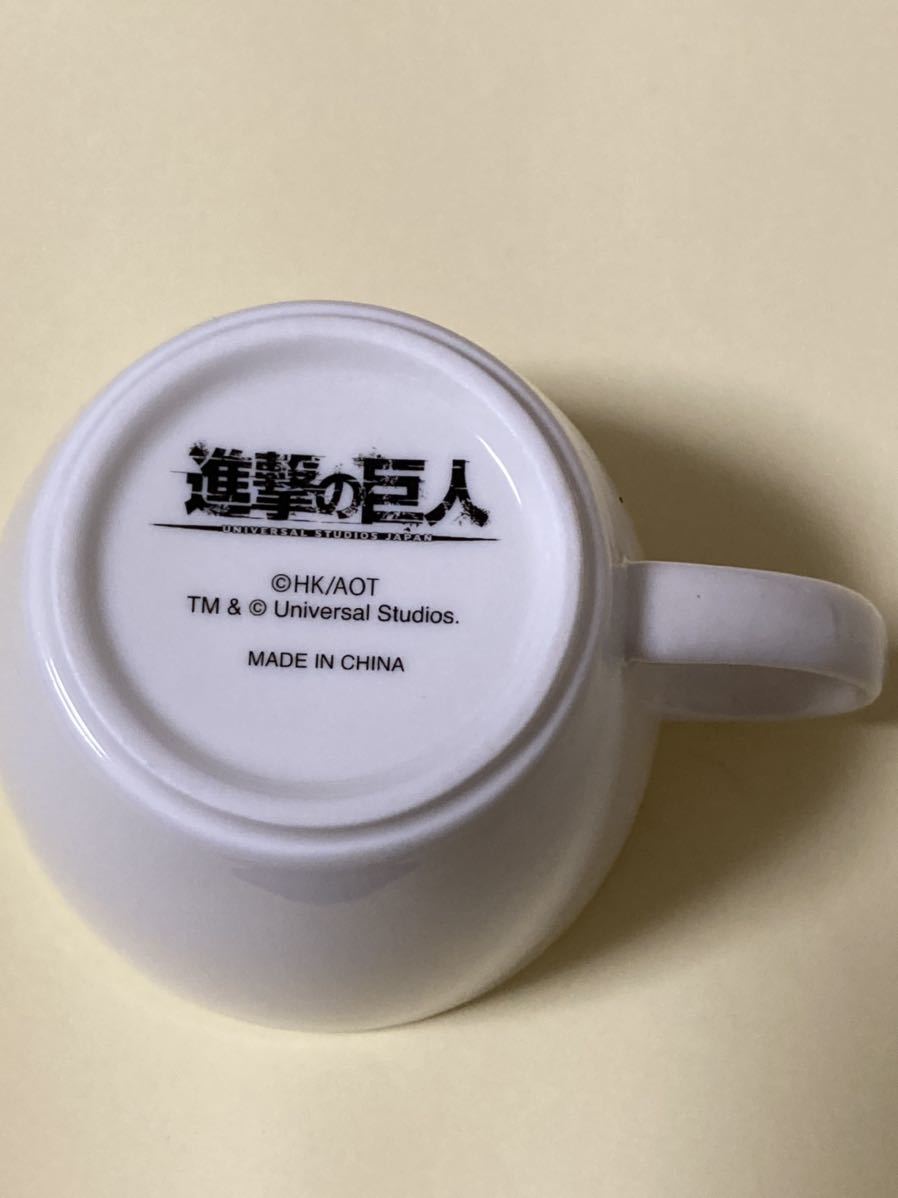 進撃の巨人
UNIVERSAL STUDIOS JAPAN
©HK/AOT
TM & © Universal Studios.
MADE IN CHINA